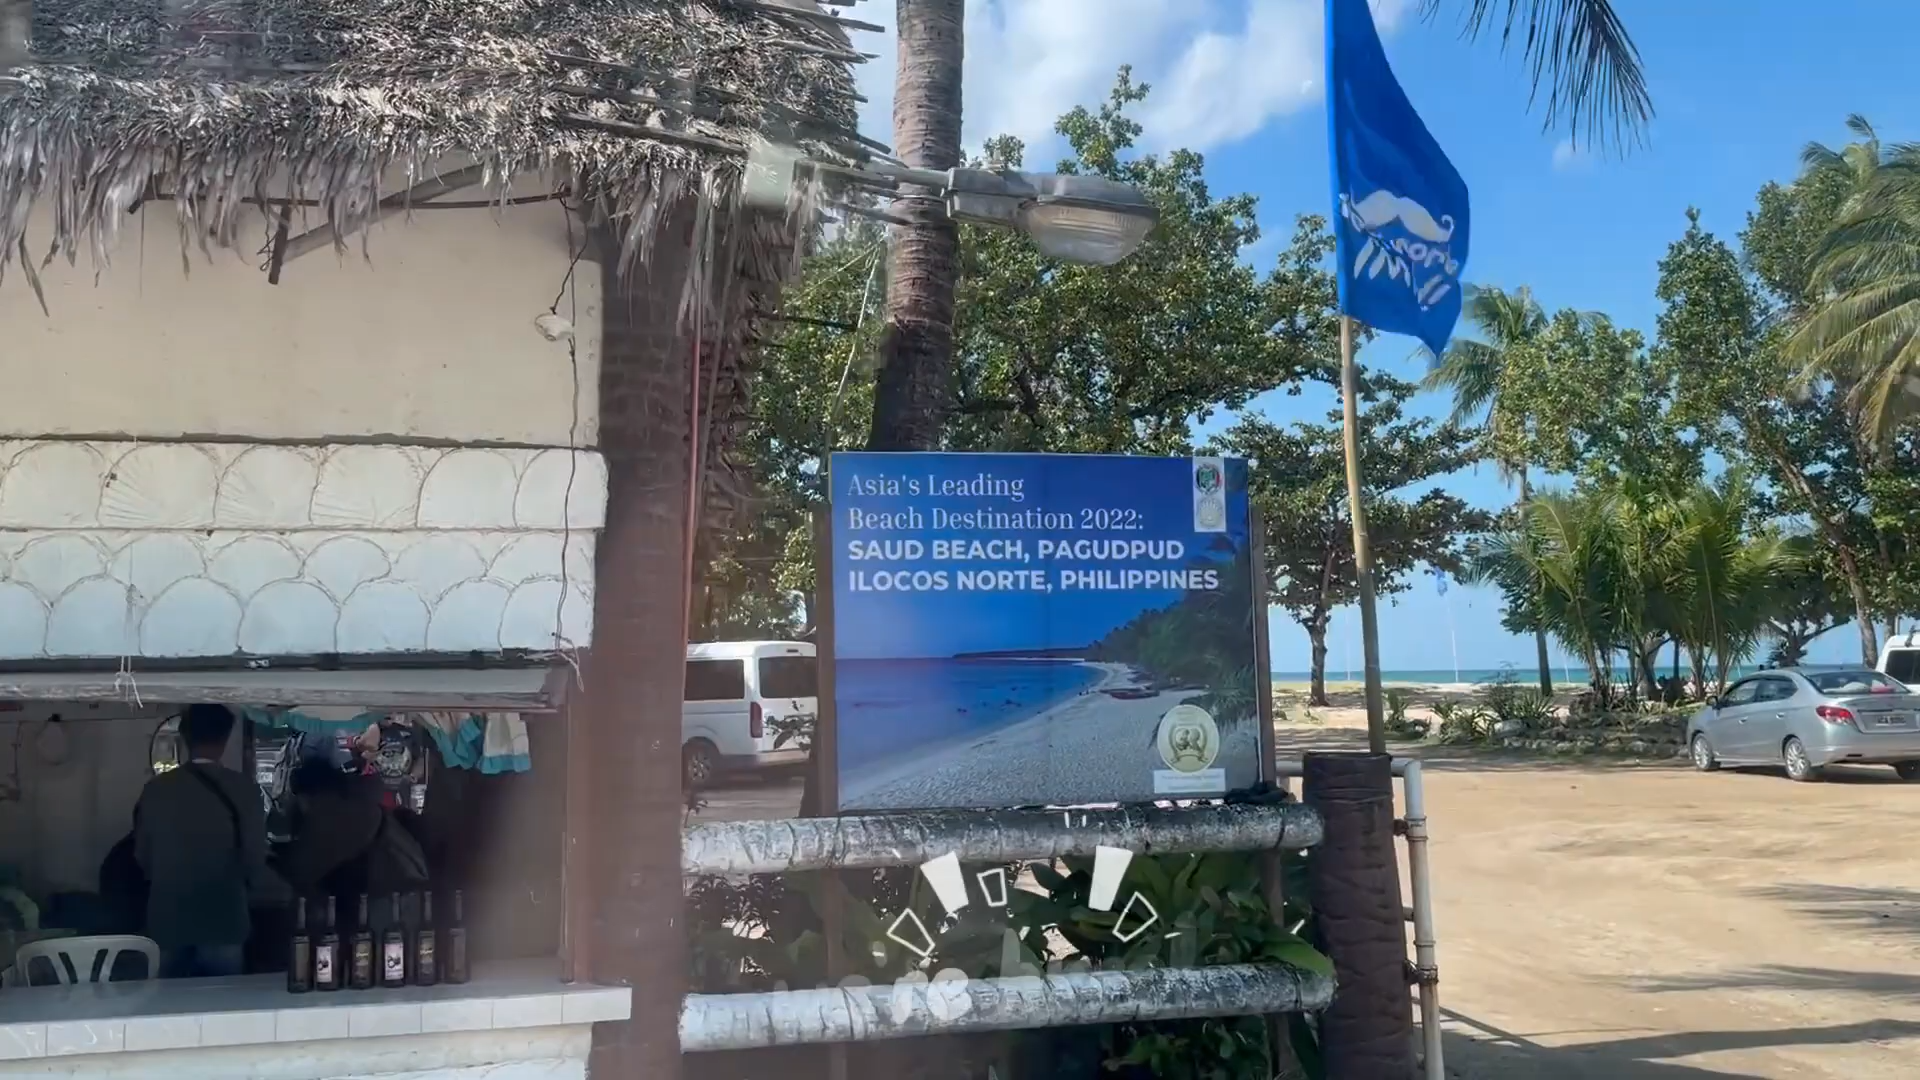 Asia's Leading
Beach Destination 2022:
SAUD BEACH, PAGUDPUD
ILOCOS NORTE, PHILIPPINES